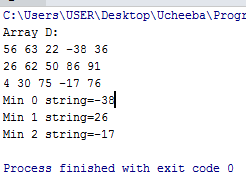 C:\Users\USER\Desktop\Ucheeba\Progr
Array D:
56 63 22 -38 36
26 62 50 86 91
4 30 75 -17 76
Min 0 string=-38
Min 1 string=26
Min 2 string=-17
Process finished with exit code 0